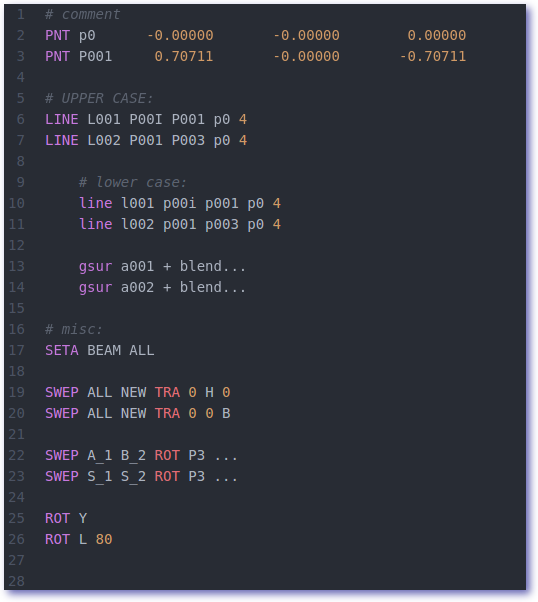 1 # comment
2 PNT p0 -0.00000 -0.00000 0.00000
3 PNT P001 0.70711 -0.00000 -0.70711
4
5 # UPPER CASE:
6 LINE L001 P00I P001 p0 4
7 LINE L002 P001 P003 p0 4
8
9 # lower case:
10 line l001 p00i p001 p0 4
11 line l002 p001 p003 p0 4
12
13 gsur a001 + blend...
14 gsur a002 + blend...
15
16 # misc:
17 SETA BEAM ALL
18
19 SWEP ALL NEW TRA 0 H 0
20 SWEP ALL NEW TRA 0 0 B
21
22 SWEP A_1 B_2 ROT P3 ...
23 SWEP S_1 S_2 ROT P3 ...
24
25 ROT Y
26 ROT L 80
27
28